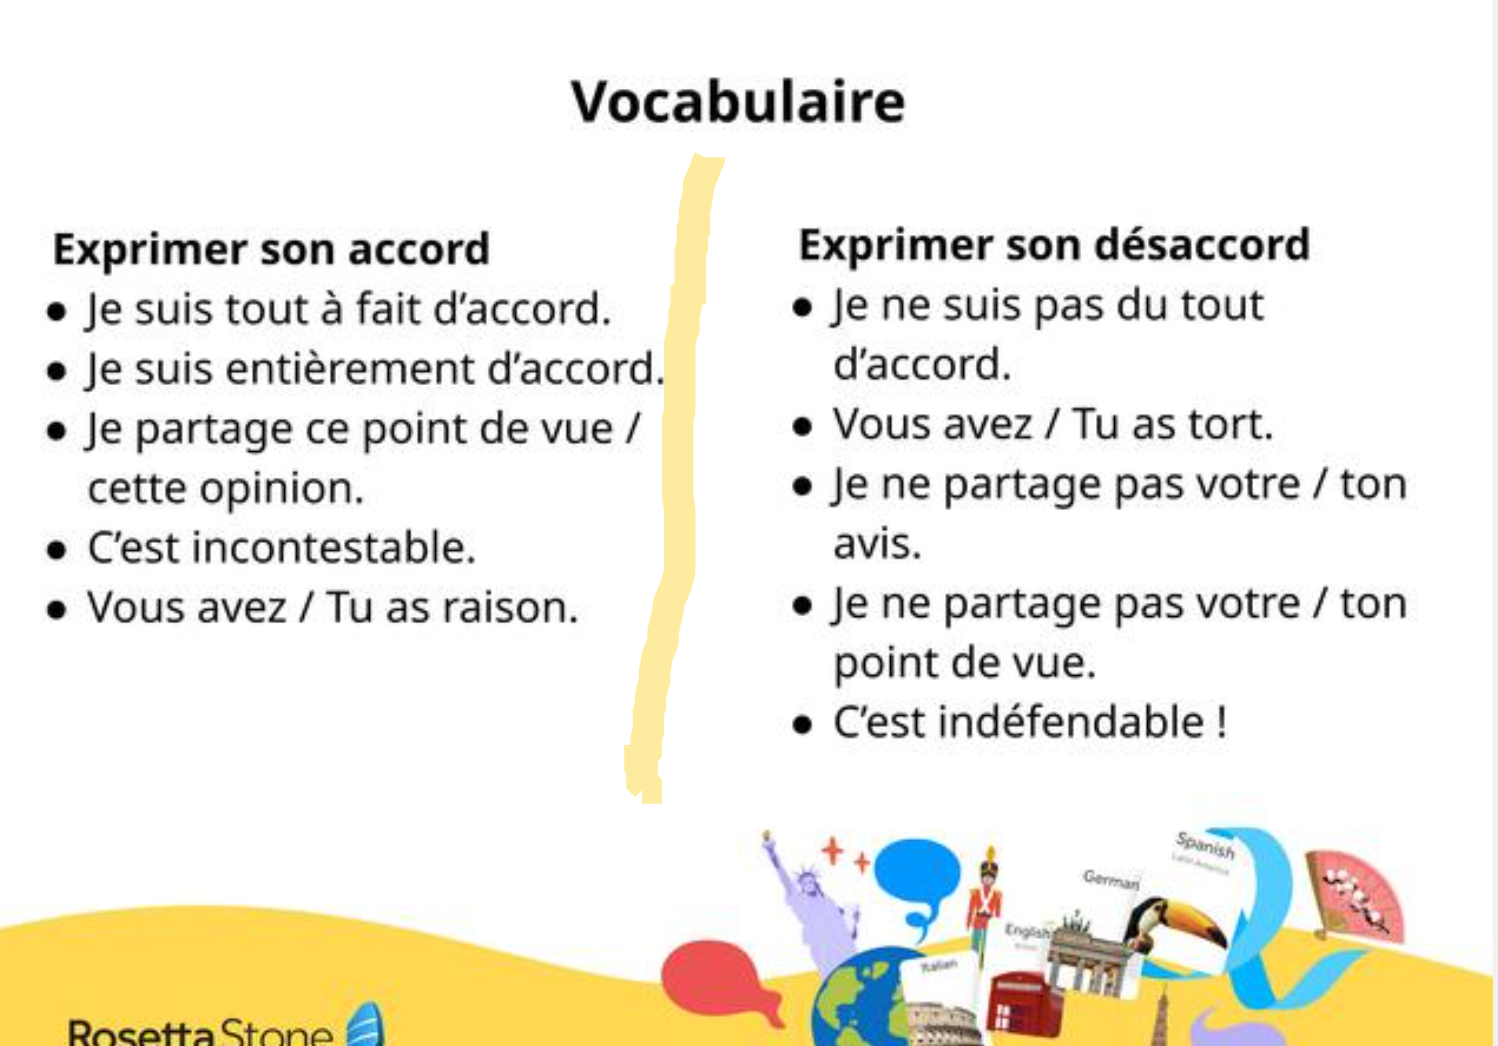 Vocabulaire
Exprimer son accord
● Je suis tout à fait d’accord.
● Je suis entièrement d’accord.
● Je partage ce point de vue /
cette opinion.
● C’est incontestable.
● Vous avez / Tu as raison.
Exprimer son désaccord
● Je ne suis pas du tout
d’accord.
● Vous avez / Tu as tort.
● Je ne partage pas votre / ton
avis.
● Je ne partage pas votre / ton
point de vue.
● C’est indéfendable !
Spanish
Latin America
German
English
Italian
Rosetta Stone